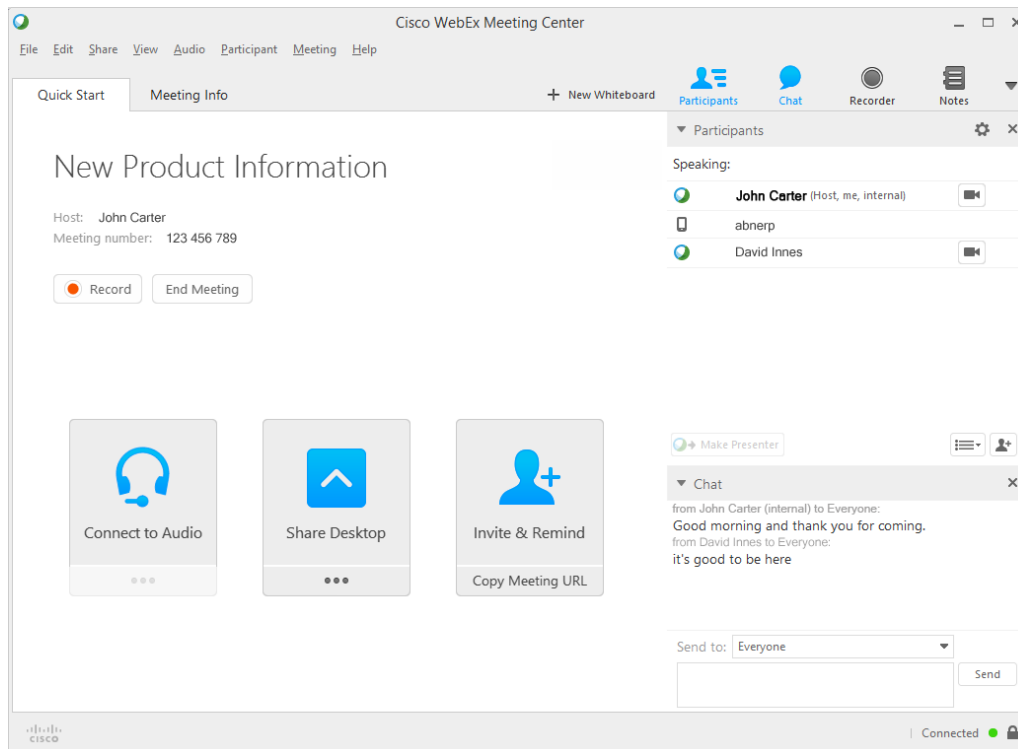 Cisco WebEx Meeting Center
File Edit Share View Audio Participant Meeting Help
Quick Start Meeting Info + New Whiteboard
Participants Chat Recorder Notes
New Product Information
Host: John Carter
Meeting number: 123 456 789
Record End Meeting
Connect to Audio
Share Desktop
Invite & Remind
Copy Meeting URL
Participants
Speaking:
John Carter (Host, me, internal)
abnerp
David Innes
Make Presenter
Chat
from John Carter (internal) to Everyone:
Good morning and thank you for coming.
from David Innes to Everyone:
it's good to be here
Send to: Everyone
Send
CISCO
Connected